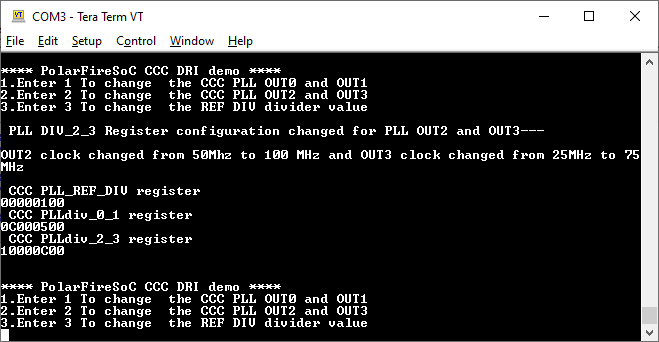 COM3 - Tera Term VT
File Edit Setup Control Window Help
**** PolarFireSoC CCC DRI demo ****
1.Enter 1 To change  the CCC PLL OUT0 and OUT1
2.Enter 2 To change  the CCC PLL OUT2 and OUT3
3.Enter 3 To change  the REF DIV divider value
PLL DIV_2_3 Register configuration changed for PLL OUT2 and OUT3---
OUT2 clock changed from 50Mhz to 100 MHz and OUT3 clock changed from 25MHz to 75
MHz
CCC PLL_REF_DIV register
00000100
CCC PLLdiv_0_1 register
0C000500
CCC PLLdiv_2_3 register
10000C00
**** PolarFireSoC CCC DRI demo ****
1.Enter 1 To change  the CCC PLL OUT0 and OUT1
2.Enter 2 To change  the CCC PLL OUT2 and OUT3
3.Enter 3 To change  the REF DIV divider value